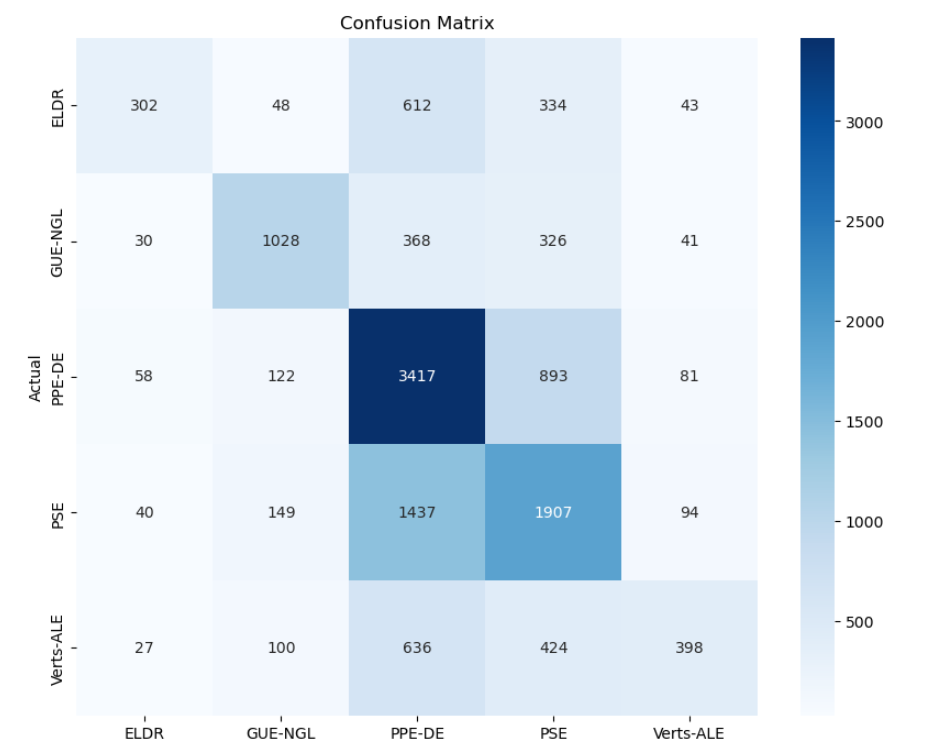 Confusion Matrix
ELDR 302 48 612 334 43
GUE-NGL 30 1028 368 326 41
PPE-DE 58 122 3417 893 81
PSE 40 149 1437 1907 94
Verts-ALE 27 100 636 424 398
Actual
ELDR GUE-NGL PPE-DE PSE Verts-ALE
3000
2500
2000
1500
1000
500